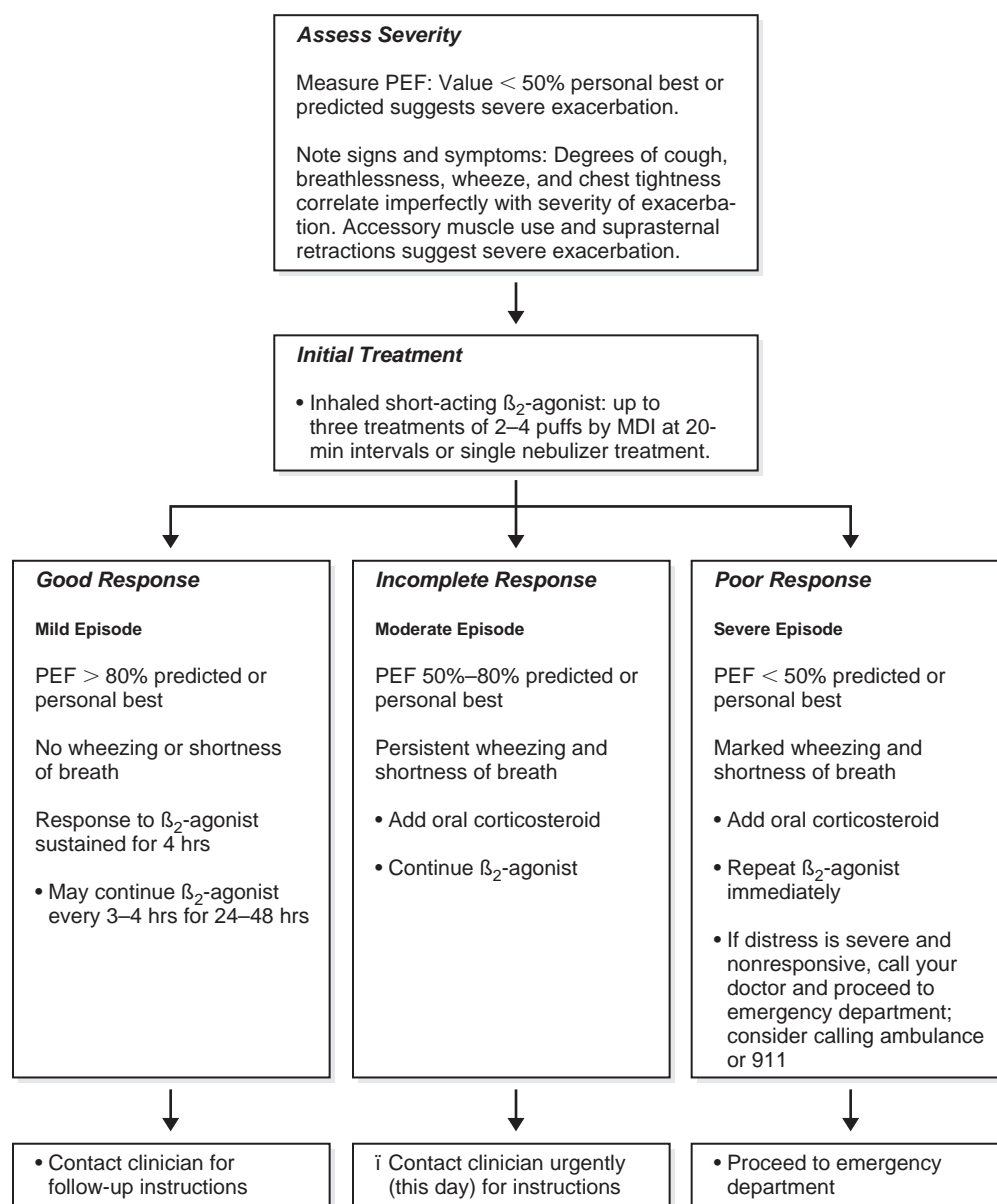 Assess Severity
Measure PEF: Value < 50% personal best or
predicted suggests severe exacerbation.
Note signs and symptoms: Degrees of cough,
breathlessness, wheeze, and chest tightness
correlate imperfectly with severity of exacerba-
tion. Accessory muscle use and suprasternal
retractions suggest severe exacerbation.
Initial Treatment
• Inhaled short-acting ß₂-agonist: up to
three treatments of 2–4 puffs by MDI at 20-
min intervals or single nebulizer treatment.
Good Response
Mild Episode
PEF > 80% predicted or
personal best
No wheezing or shortness
of breath
Response to ß₂-agonist
sustained for 4 hrs
• May continue ß₂-agonist
every 3–4 hrs for 24–48 hrs
Incomplete Response
Moderate Episode
PEF 50%–80% predicted or
personal best
Persistent wheezing and
shortness of breath
• Add oral corticosteroid
• Continue ß₂-agonist
Poor Response
Severe Episode
PEF < 50% predicted or
personal best
Marked wheezing and
shortness of breath
• Add oral corticosteroid
• Repeat ß₂-agonist
immediately
• If distress is severe and
nonresponsive, call your
doctor and proceed to
emergency department;
consider calling ambulance
or 911
• Contact clinician for
follow-up instructions
ï Contact clinician urgently
(this day) for instructions
• Proceed to emergency
department